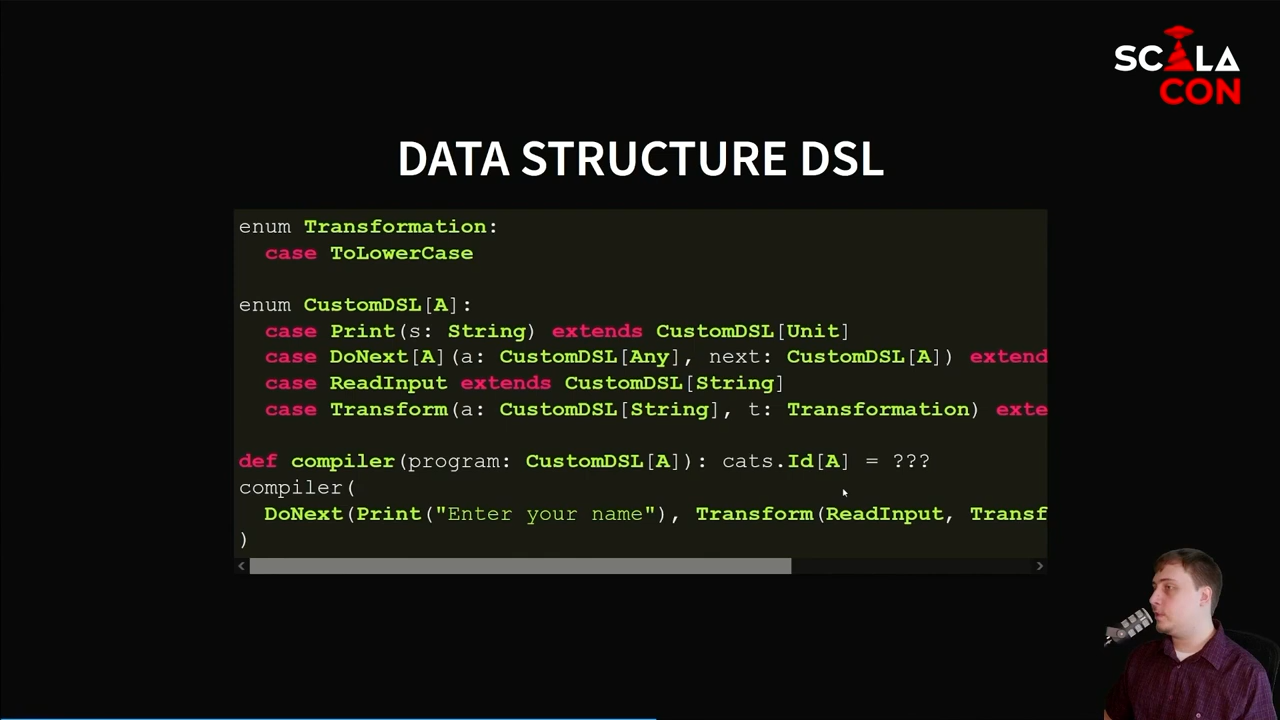 SCALA
CON
DATA STRUCTURE DSL
enum Transformation:
case ToLowerCase
enum CustomDSL[A]:
case Print(s: String) extends CustomDSL[Unit]
case DoNext[A](a: CustomDSL[Any], next: CustomDSL[A]) extend
case ReadInput extends CustomDSL[String]
case Transform(a: CustomDSL[String], t: Transformation) exte
def compiler(program: CustomDSL[A]): cats.Id[A] = ???
compiler(
DoNext(Print("Enter your name"), Transform(ReadInput, Transf
)